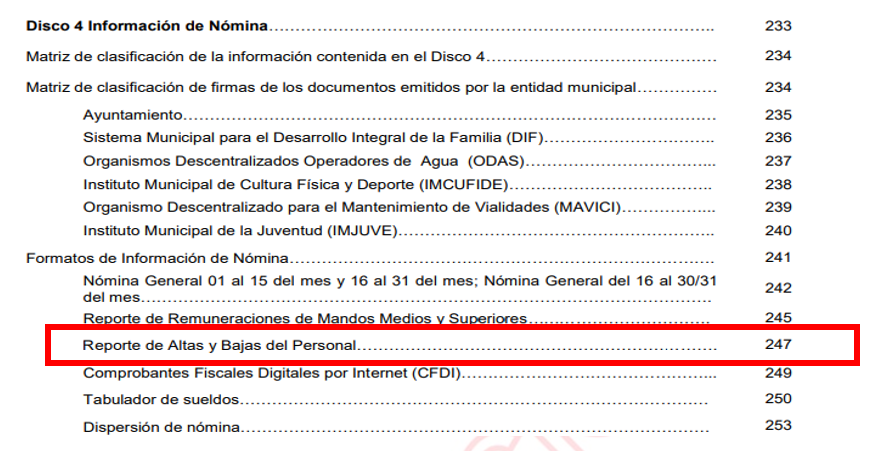 Disco 4 Información de Nómina……………………………………………………………………….. 233
Matriz de clasificación de la información contenida en el Disco 4…………………………………… 234
Matriz de clasificación de firmas de los documentos emitidos por la entidad municipal…………… 234
Ayuntamiento……………………………………………………………………………………… 235
Sistema Municipal para el Desarrollo Integral de la Familia (DIF)………………………….. 236
Organismos Descentralizados Operadores de Agua (ODAS)……………………………... 237
Instituto Municipal de Cultura Física y Deporte (IMCUFIDE)……………………………….. 238
Organismo Descentralizado para el Mantenimiento de Vialidades (MAVICI)……………... 239
Instituto Municipal de la Juventud (IMJUVE)………………………………………………….. 240
Formatos de Información de Nómina…………………………………………………………………… 241
Nómina General 01 al 15 del mes y 16 al 31 del mes; Nómina General del 16 al 30/31
del mes…………………………………………………………………………………………… 242
Reporte de Remuneraciones de Mandos Medios y Superiores…………………………… 245
Reporte de Altas y Bajas del Personal………………………………………………………… 247
Comprobantes Fiscales Digitales por Internet (CFDI)………………………………………... 249
Tabulador de sueldos…………………………………………………………………………… 250
Dispersión de nómina…………………………………………………………………………… 253